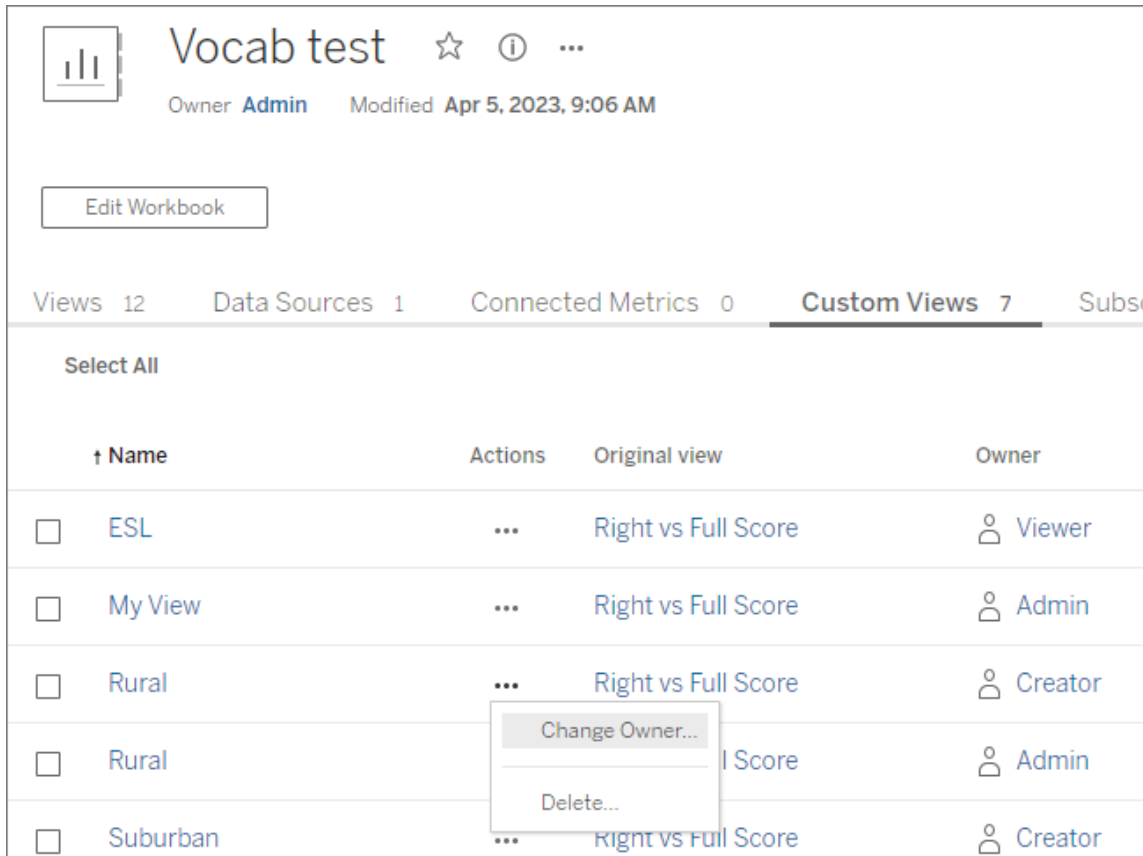 Vocab test
Owner Admin Modified Apr 5, 2023, 9:06 AM
Edit Workbook
Views 12 Data Sources 1 Connected Metrics 0 Custom Views 7 Subsc
Select All
↑ Name Actions Original view Owner
ESL ••• Right vs Full Score Viewer
My View ••• Right vs Full Score Admin
Rural ••• Right vs Full Score Creator
Change Owner...
Rural l Score Admin
Delete...
Suburban ••• Right vs Full Score Creator